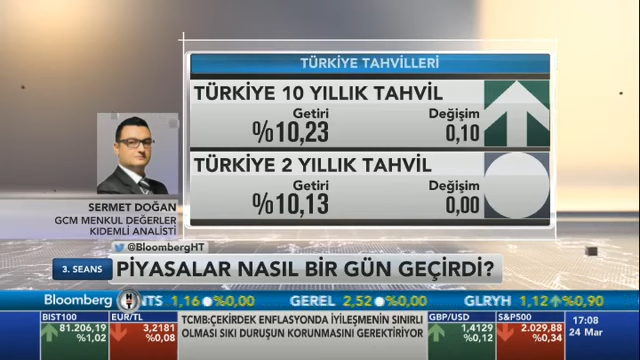 TÜRKİYE TAHVİLLERİ
TÜRKİYE 10 YILLIK TAHVİL
Getiri Değişim
%10,23 0,10
TÜRKİYE 2 YILLIK TAHVİL
Getiri Değişim
%10,13 0,00
SERMET DOĞAN
GCM MENKUL DEĞERLER
KIDEMLİ ANALİSTİ
@BloombergHT
3. SEANS PİYASALAR NASIL BİR GÜN GEÇİRDİ?
Bloomberg HT NTS 1,16 %0,00 GEREL 2,52 %0,00 GLRYH 1,12 %0,90
BIST100 EUR/TL TCMB:ÇEKİRDEK ENFLASYONDA İYİLEŞMENİN SINIRLI GBP/USD S&P500 17:08
81.206,19 3,2181 OLMASI SIKI DURUŞUN KORUNMASINI GEREKTİRİYOR 1,4129 2.029,88 24 Mar
%1,02 %0,08 %0,12 %0,34